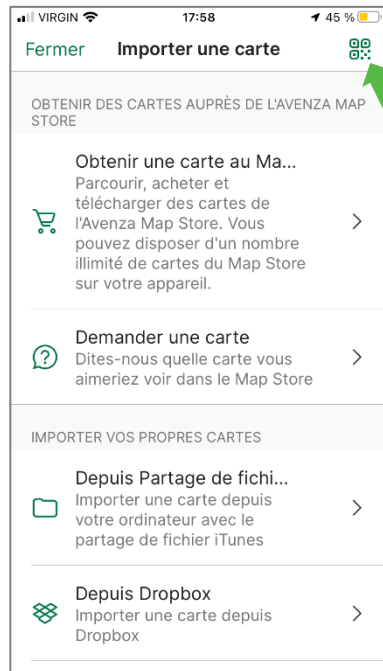 VIRGIN 17:58 45 %
Fermer Importer une carte
OBTENIR DES CARTES AUPRÈS DE L'AVENZA MAP
STORE
Obtenir une carte au Ma...
Parcourir, acheter et
télécharger des cartes de
l'Avenza Map Store. Vous
pouvez disposer d'un nombre
illimité de cartes du Map Store
sur votre appareil.
Demander une carte
Dites-nous quelle carte vous
aimeriez voir dans le Map Store
IMPORTER VOS PROPRES CARTES
Depuis Partage de fichi...
Importer une carte depuis
votre ordinateur avec le
partage de fichier iTunes
Depuis Dropbox
Importer une carte depuis
Dropbox